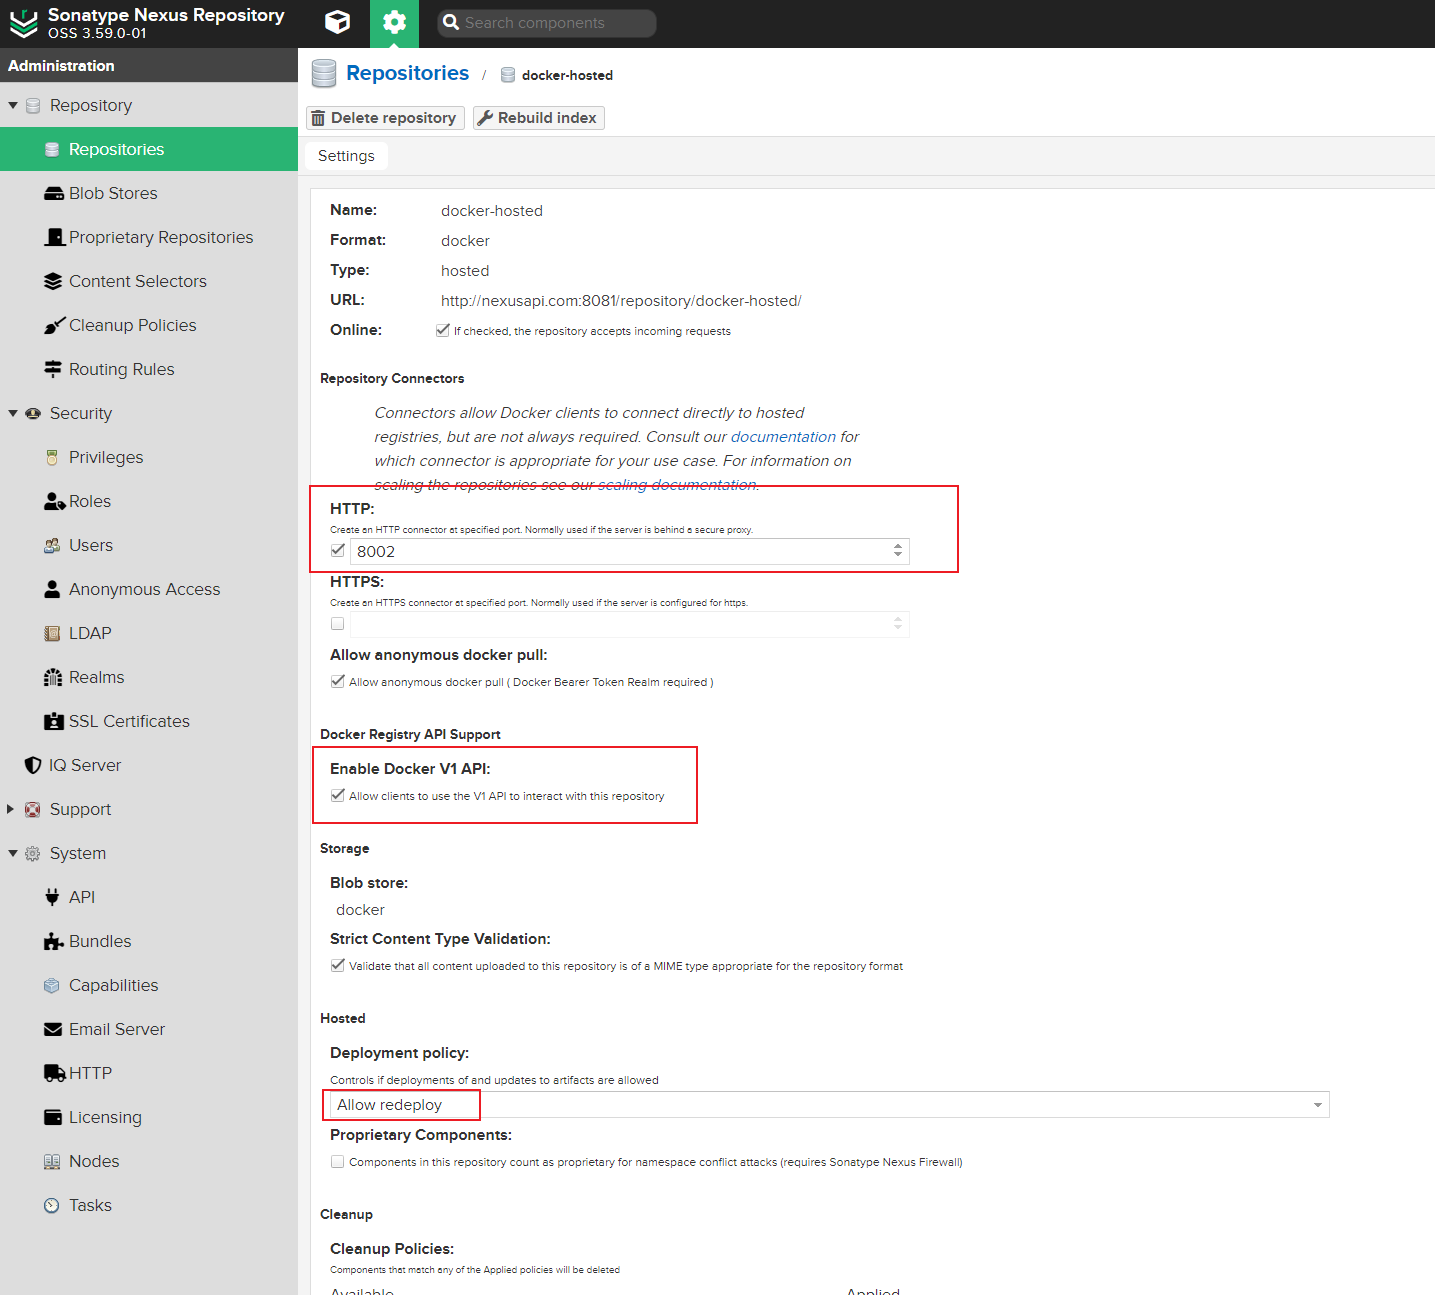 Sonatype Nexus Repository
OSS 3.59.0-01
Search components
Administration
Repository
Repositories
Blob Stores
Proprietary Repositories
Content Selectors
Cleanup Policies
Routing Rules
Security
Privileges
Roles
Users
Anonymous Access
LDAP
Realms
SSL Certificates
IQ Server
Support
System
API
Bundles
Capabilities
Email Server
HTTP
Licensing
Nodes
Tasks
Repositories / docker-hosted
Delete repository Rebuild index
Settings
Name: docker-hosted
Format: docker
Type: hosted
URL: http://nexusapi.com:8081/repository/docker-hosted/
Online: If checked, the repository accepts incoming requests
Repository Connectors
Connectors allow Docker clients to connect directly to hosted
registries, but are not always required. Consult our documentation for
which connector is appropriate for your use case. For information on
scaling the repositories see our scaling documentation.
HTTP:
Create an HTTP connector at specified port. Normally used if the server is behind a secure proxy.
8002
HTTPS:
Create an HTTPS connector at specified port. Normally used if the server is configured for https.
Allow anonymous docker pull:
Allow anonymous docker pull ( Docker Bearer Token Realm required )
Docker Registry API Support
Enable Docker V1 API:
Allow clients to use the V1 API to interact with this repository
Storage
Blob store:
docker
Strict Content Type Validation:
Validate that all content uploaded to this repository is of a MIME type appropriate for the repository format
Hosted
Deployment policy:
Controls if deployments of and updates to artifacts are allowed
Allow redeploy
Proprietary Components:
Components in this repository count as proprietary for namespace conflict attacks (requires Sonatype Nexus Firewall)
Cleanup
Cleanup Policies:
Components that match any of the Applied policies will be deleted
Available Applied